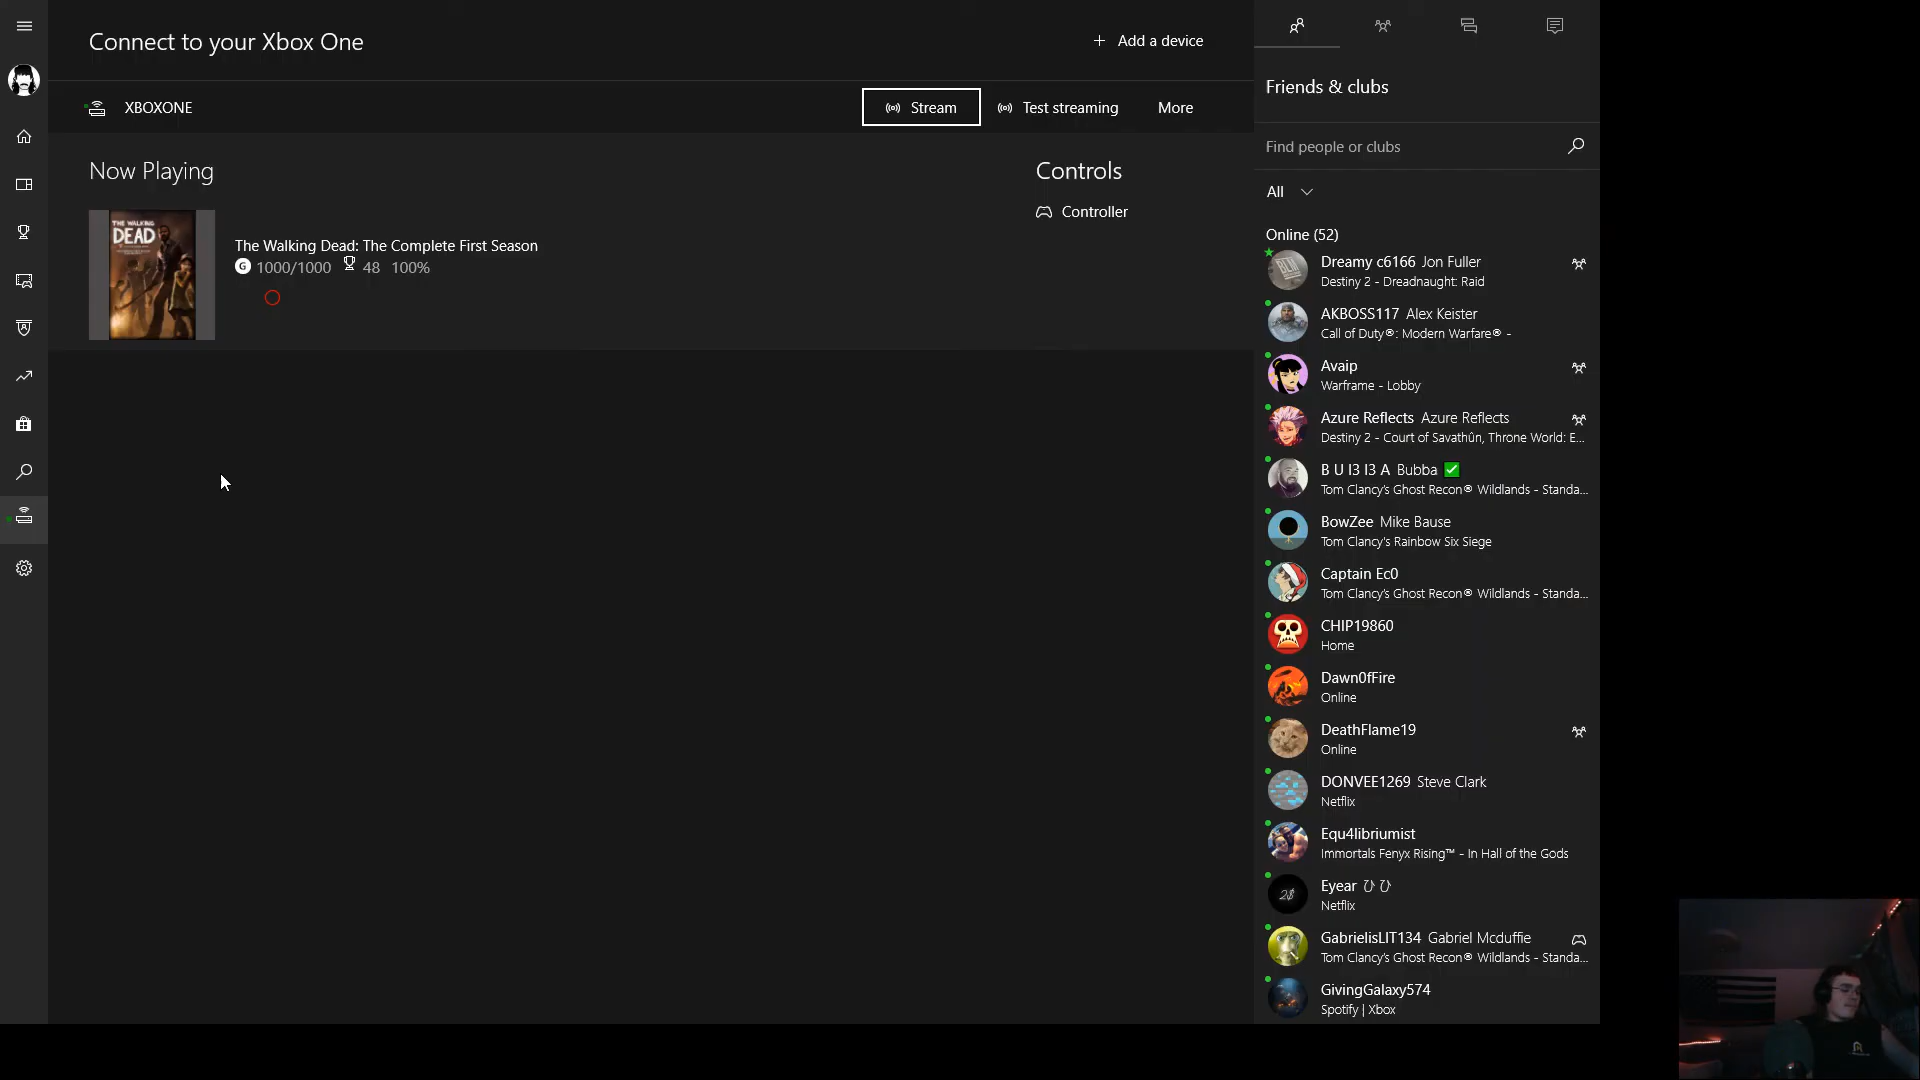 Connect to your Xbox One
+ Add a device
XBOXONE
Stream
Test streaming
More
Now Playing
THE WALKING
DEAD
The Walking Dead: The Complete First Season
G 1000/1000 48 100%
Controls
Controller
Friends & clubs
Find people or clubs
All
Online (52)
Dreamy c6166 Jon Fuller
Destiny 2 - Dreadnaught: Raid
AKBOSS117 Alex Keister
Call of Duty®: Modern Warfare® -
Avaip
Warframe - Lobby
Azure Reflects Azure Reflects
Destiny 2 - Court of Savathûn, Throne World: E...
B U I3 I3 A Bubba ✅
Tom Clancy's Ghost Recon® Wildlands - Standa...
BowZee Mike Bause
Tom Clancy's Rainbow Six Siege
Captain Ec0
Tom Clancy's Ghost Recon® Wildlands - Standa...
CHIP19860
Home
Dawn0fFire
Online
DeathFlame19
Online
DONVEE1269 Steve Clark
Netflix
Equ4librium​ist
Immortals Fenyx Rising™ - In Hall of the Gods
Eyear ひひ
Netflix
GabrielisLIT134 Gabriel Mcduffie
Tom Clancy's Ghost Recon® Wildlands - Standa...
GivingGalaxy574
Spotify | Xbox